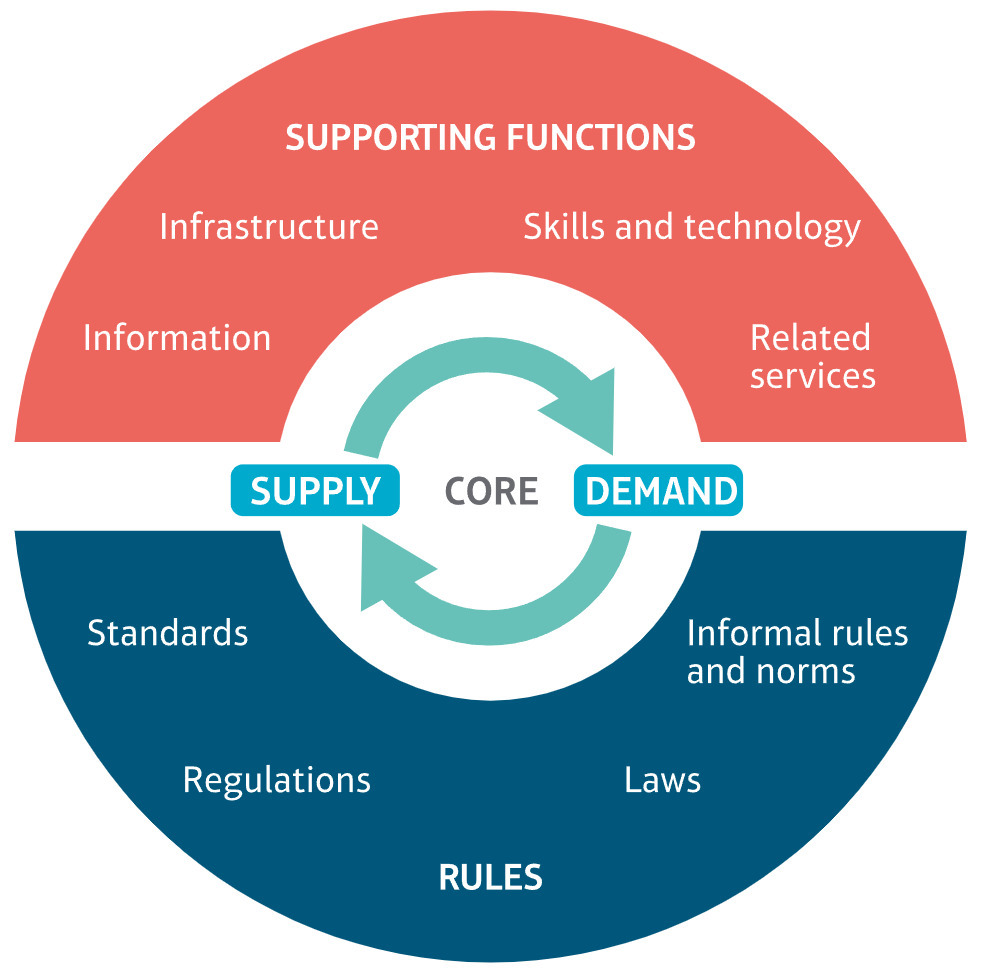 SUPPORTING FUNCTIONS
Infrastructure
Skills and technology
Information
Related
services
SUPPLY
CORE
DEMAND
Standards
Informal rules
and norms
Regulations
Laws
RULES